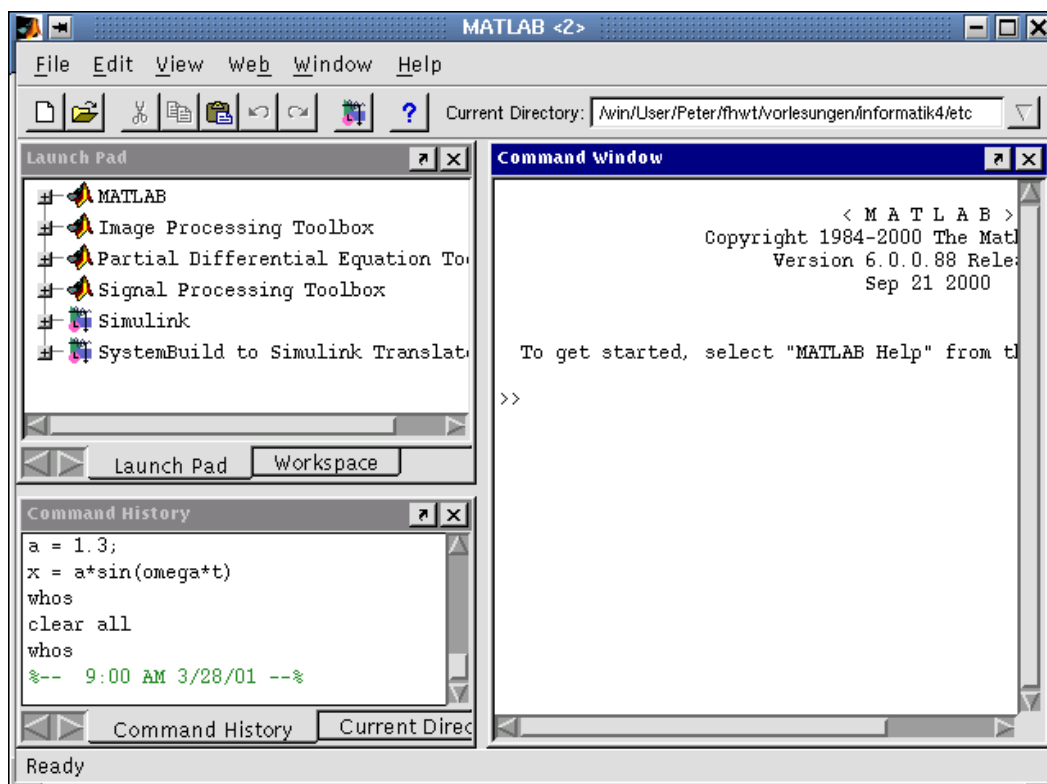 MATLAB <2>
File Edit View Web Window Help
Current Directory: /win/User/Peter/fhwt/vorlesungen/informatik4/etc
Launch Pad
MATLAB
Image Processing Toolbox
Partial Differential Equation To
Signal Processing Toolbox
Simulink
SystemBuild to Simulink Translat
Launch Pad Workspace
Command History
a = 1.3;
x = a*sin(omega*t)
whos
clear all
whos
%-- 9:00 AM 3/28/01 --%
Command History Current Direc
Command Window
< M A T L A B >
Copyright 1984-2000 The Mat
Version 6.0.0.88 Rele
Sep 21 2000
To get started, select "MATLAB Help" from t
>>
Ready